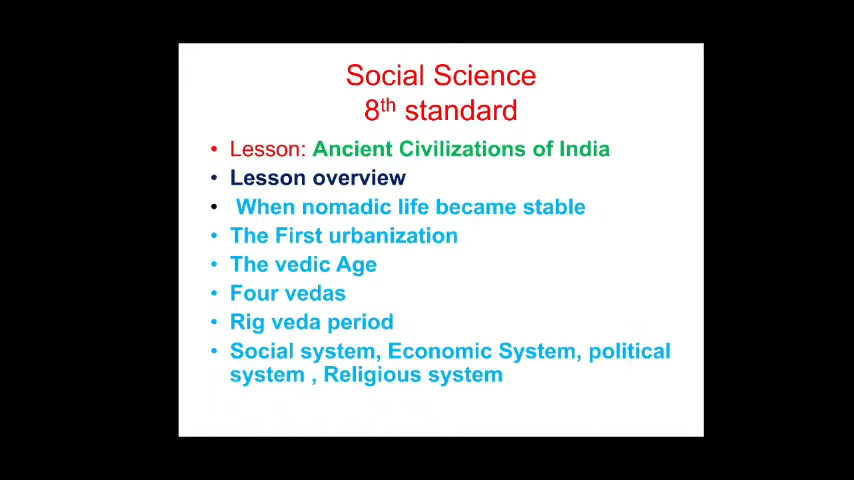 Social Science
8th standard
• Lesson: Ancient Civilizations of India
• Lesson overview
• When nomadic life became stable
• The First urbanization
• The vedic Age
• Four vedas
• Rig veda period
• Social system, Economic System, political
system , Religious system